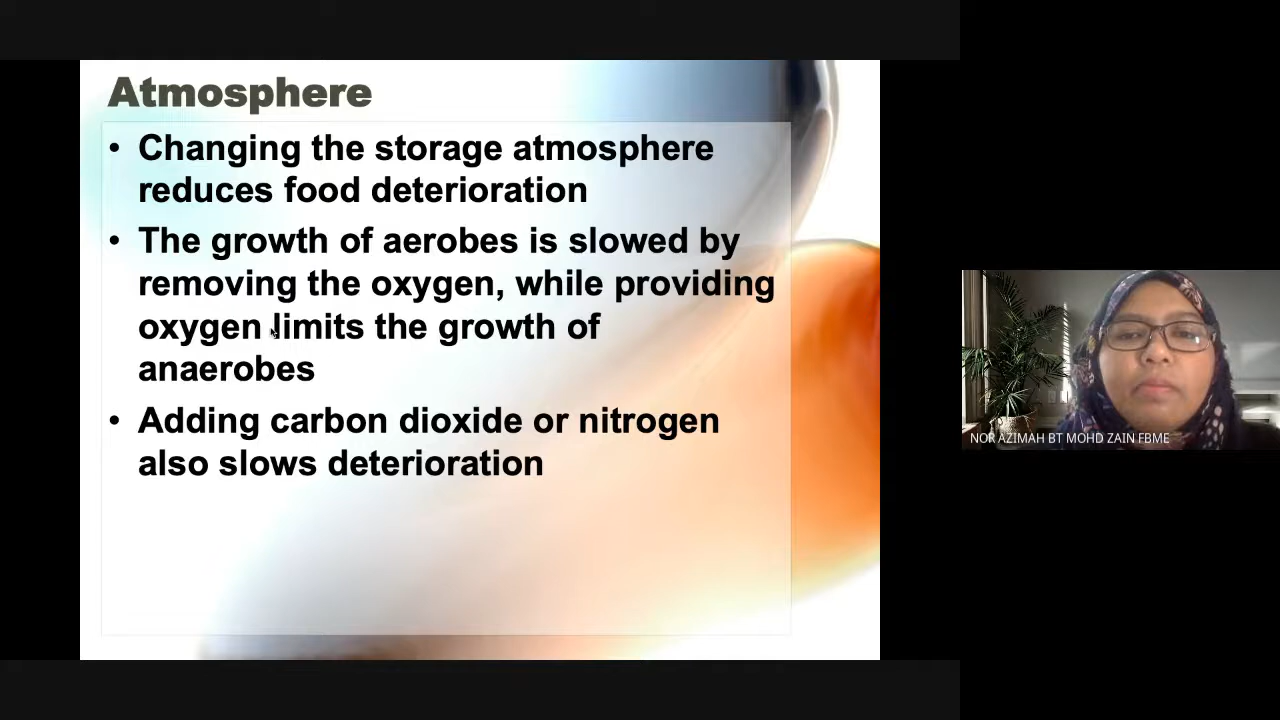 Atmosphere
• Changing the storage atmosphere
reduces food deterioration
• The growth of aerobes is slowed by
removing the oxygen, while providing
oxygen limits the growth of
anaerobes
• Adding carbon dioxide or nitrogen
also slows deterioration
NOR AZIMAH BT MOHD ZAIN FBME